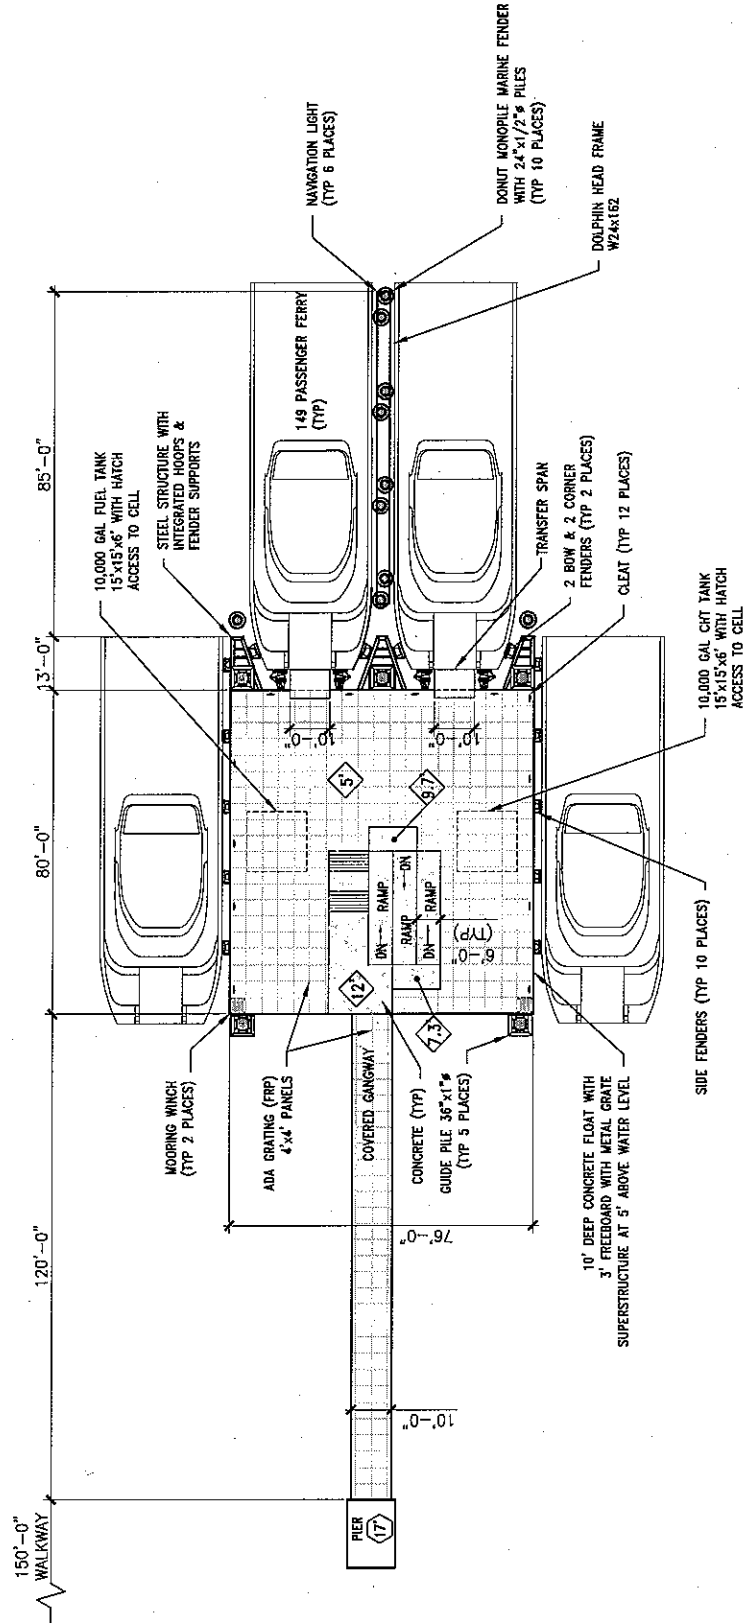 150'-0"
WALKWAY
120'-0"
80'-0"
13'-0"
85'-0"
MOORING WINCH
(TYP 2 PLACES)
ADA GRATING (FRP)
4'x4' PANELS
10,000 GAL FUEL TANK
15'x15'x6' WITH HATCH
ACCESS TO CELL
STEEL STRUCTURE WITH
INTEGRATED HOOPS &
FENDER SUPPORTS
149 PASSENGER FERRY
(TYP)
NAVIGATION LIGHT
(TYP 6 PLACES)
PIER
17'
COVERED GANGWAY
10'-0"
76'-0"
12'
5'
9.7'
7.3'
DN
RAMP
RAMP
DN
DN
RAMP
6'-0"
(TYP)
10'-0"
10'-0"
CONCRETE (TYP)
GUIDE PILE 36"x1"ø
(TYP 5 PLACES)
10' DEEP CONCRETE FLOAT WITH
3' FREEBOARD WITH METAL GRATE
SUPERSTRUCTURE AT 5' ABOVE WATER LEVEL
SIDE FENDERS (TYP 10 PLACES)
10,000 GAL CHT TANK
15'x15'x6' WITH HATCH
ACCESS TO CELL
CLEAT (TYP 12 PLACES)
2 BOW & 2 CORNER
FENDERS (TYP 2 PLACES)
TRANSFER SPAN
DONUT MONOPILE MARINE FENDER
WITH 24"x1/2"ø PILES
(TYP 10 PLACES)
DOLPHIN HEAD FRAME
W24x162